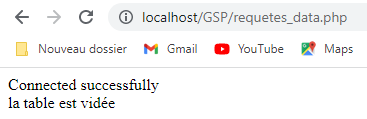 localhost/GSP/requetes_data.php
Nouveau dossier Gmail YouTube Maps
Connected successfully
la table est vidée